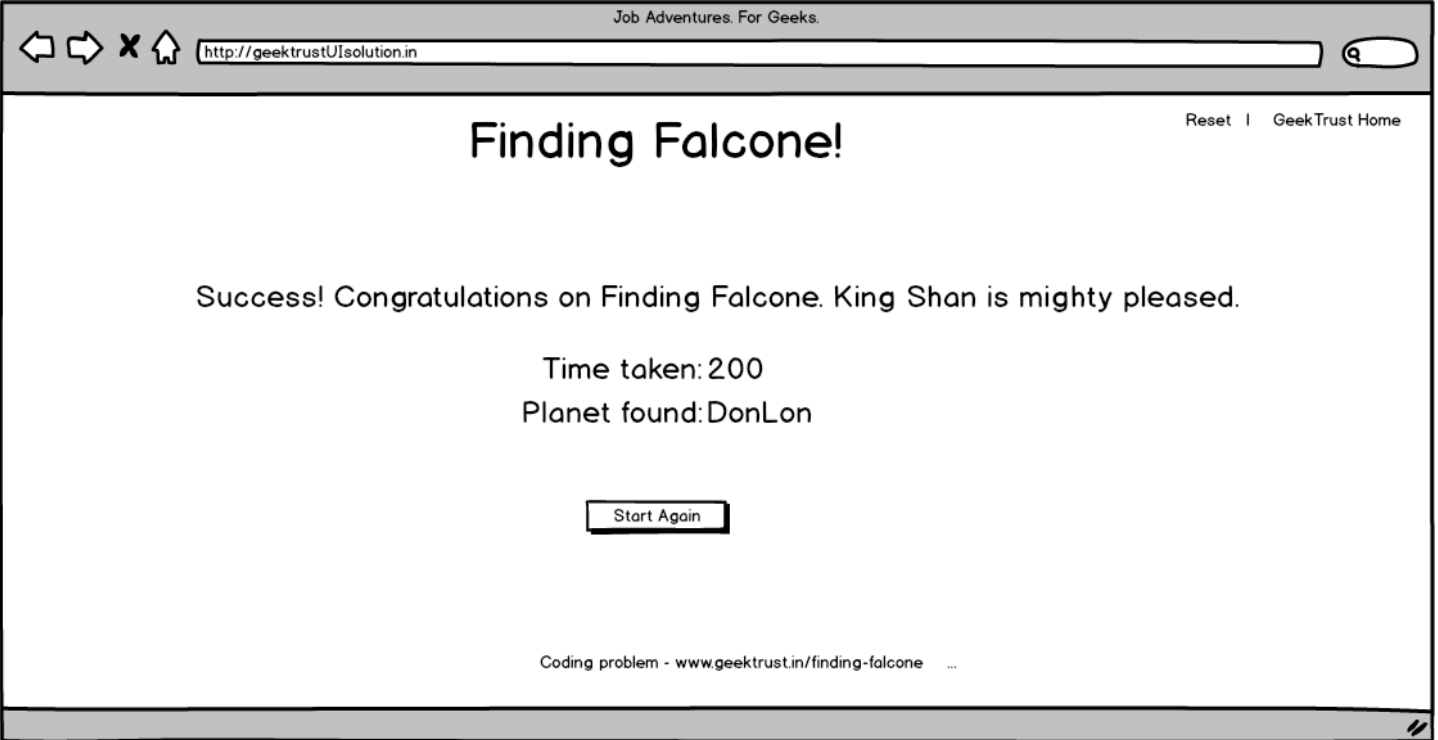 Job Adventures. For Geeks.
http://geektrustUIsolution.in
Reset | GeekTrust Home
Finding Falcone!
Success! Congratulations on Finding Falcone. King Shan is mighty pleased.
Time taken: 200
Planet found: DonLon
Start Again
Coding problem - www.geektrust.in/finding-falcone ...